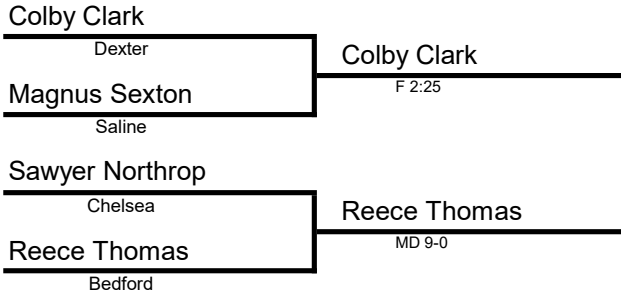 Colby Clark
Dexter
Colby Clark
F 2:25
Magnus Sexton
Saline
Sawyer Northrop
Chelsea
Reece Thomas
MD 9-0
Reece Thomas
Bedford